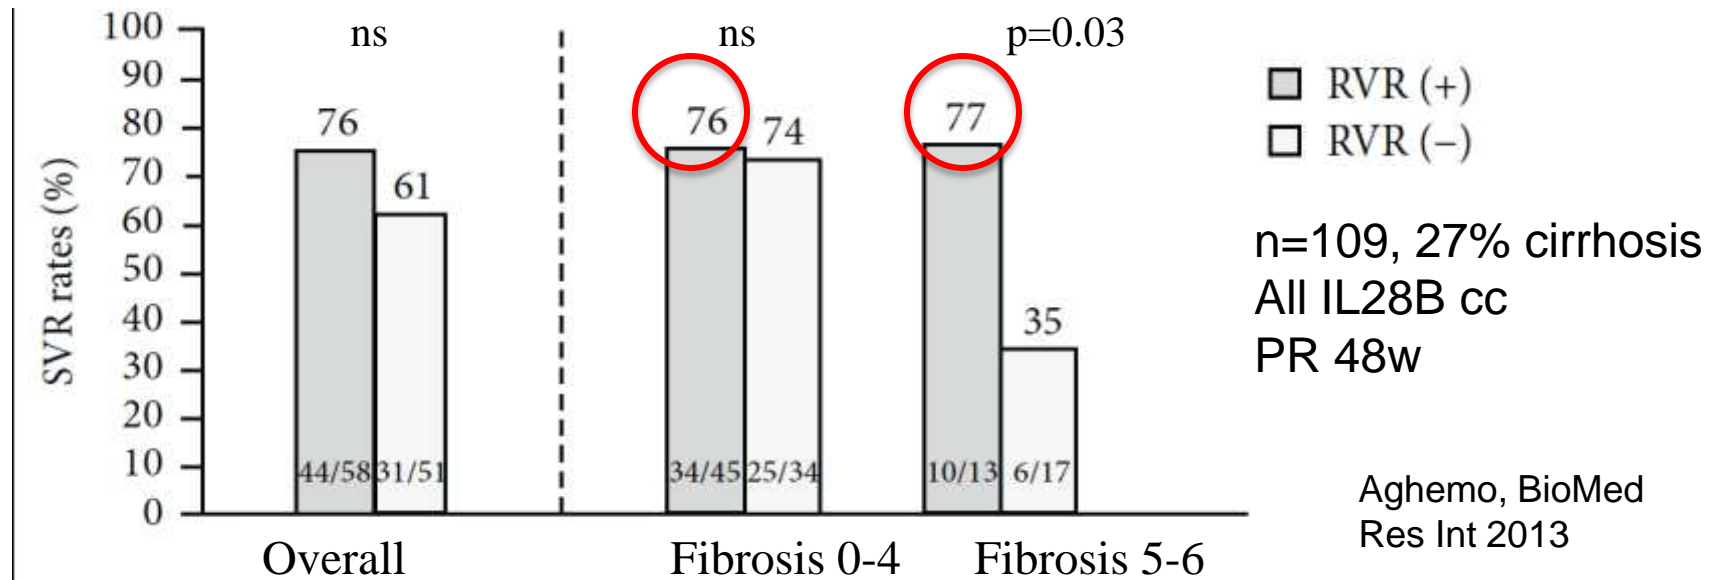 ns
ns
p=0.03
SVR rates (%)
100
90
80
70
60
50
40
30
20
10
0
76
61
76
74
77
35
44/58
31/51
34/45
25/34
10/13
6/17
Overall
Fibrosis 0-4
Fibrosis 5-6
RVR (+)
RVR (−)
n=109, 27% cirrhosis
All IL28B cc
PR 48w
Aghemo, BioMed
Res Int 2013